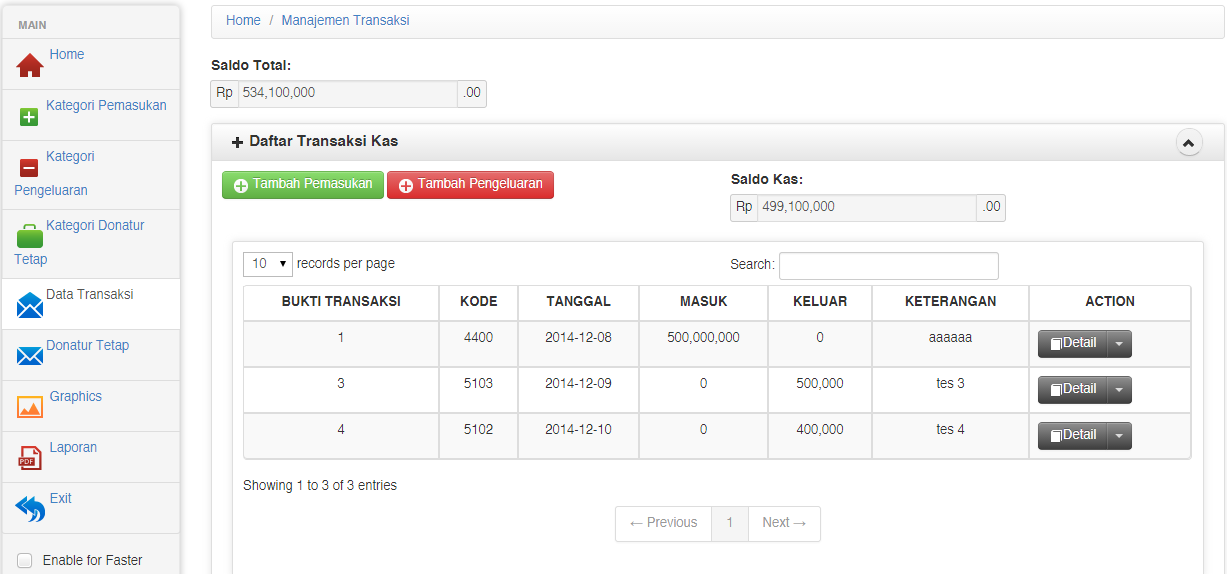 MAIN
Home
Kategori Pemasukan
Kategori
Pengeluaran
Kategori Donatur
Tetap
Data Transaksi
Donatur Tetap
Graphics
PDF
Laporan
Exit
Enable for Faster
Home / Manajemen Transaksi
Saldo Total:
Rp 534,100,000 .00
Daftar Transaksi Kas
Tambah Pemasukan Tambah Pengeluaran
Saldo Kas:
Rp 499,100,000 .00
10 records per page
Search:
BUKTI TRANSAKSI KODE TANGGAL MASUK KELUAR KETERANGAN ACTION
1 4400 2014-12-08 500,000,000 0 aaaaaa Detail
3 5103 2014-12-09 0 500,000 tes 3 Detail
4 5102 2014-12-10 0 400,000 tes 4 Detail
Showing 1 to 3 of 3 entries
← Previous 1 Next →